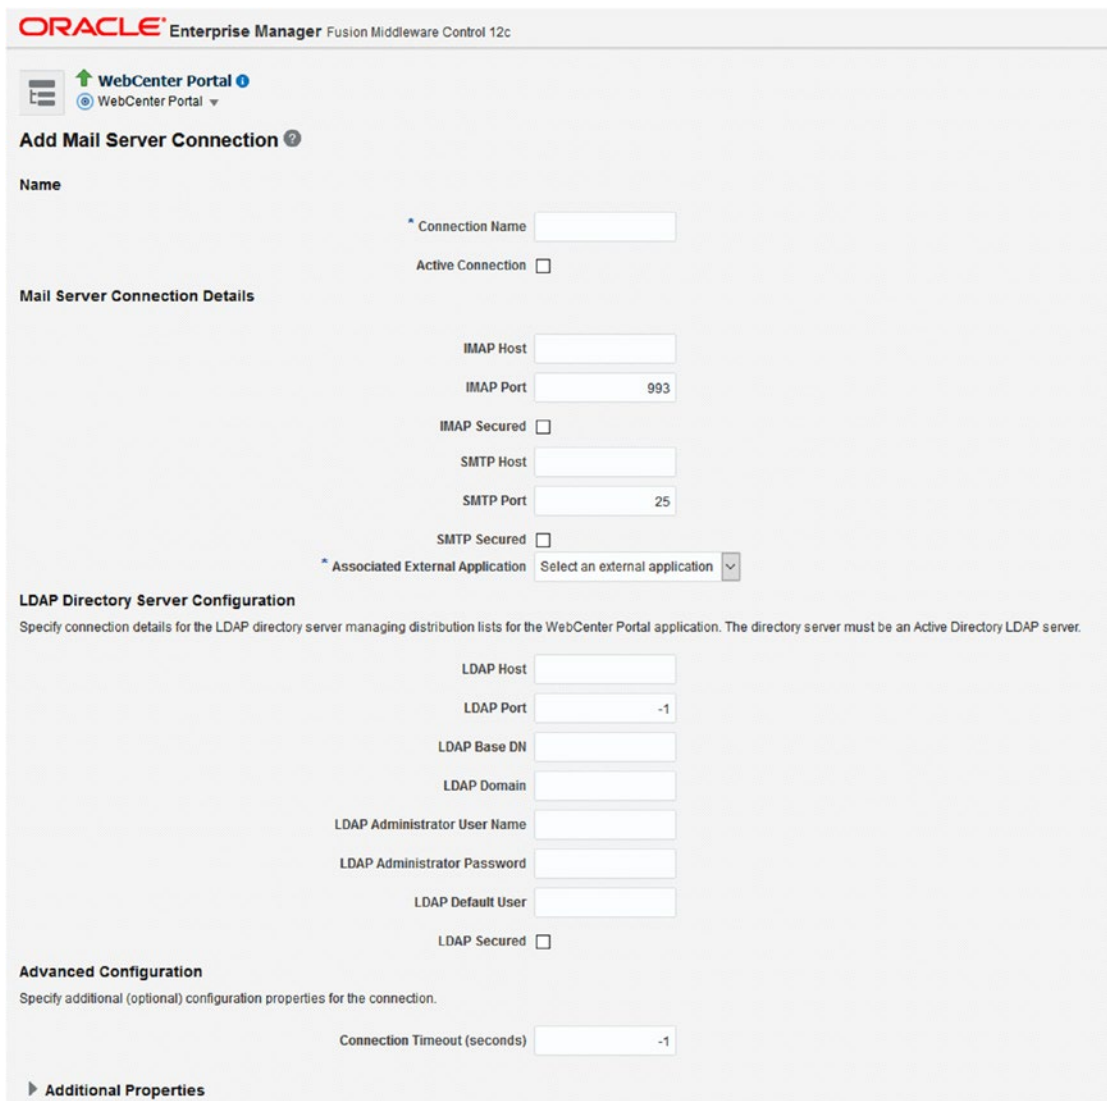 ORACLE Enterprise Manager Fusion Middleware Control 12c
WebCenter Portal
WebCenter Portal
Add Mail Server Connection
Name
* Connection Name
Active Connection
Mail Server Connection Details
IMAP Host
IMAP Port 993
IMAP Secured
SMTP Host
SMTP Port 25
SMTP Secured
* Associated External Application Select an external application
LDAP Directory Server Configuration
Specify connection details for the LDAP directory server managing distribution lists for the WebCenter Portal application. The directory server must be an Active Directory LDAP server.
LDAP Host
LDAP Port -1
LDAP Base DN
LDAP Domain
LDAP Administrator User Name
LDAP Administrator Password
LDAP Default User
LDAP Secured
Advanced Configuration
Specify additional (optional) configuration properties for the connection.
Connection Timeout (seconds) -1
Additional Properties